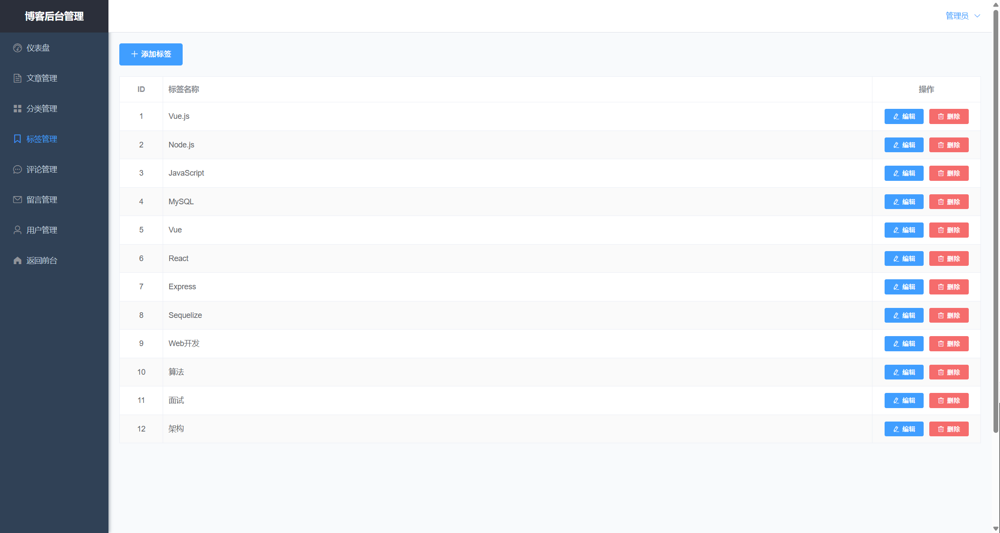 博客后台管理
管理员
仪表盘
文章管理
分类管理
标签管理
评论管理
留言管理
用户管理
返回前台
添加标签
ID 标签名称 操作
1 Vue.js 编辑 删除
2 Node.js 编辑 删除
3 JavaScript 编辑 删除
4 MySQL 编辑 删除
5 Vue 编辑 删除
6 React 编辑 删除
7 Express 编辑 删除
8 Sequelize 编辑 删除
9 Web开发 编辑 删除
10 算法 编辑 删除
11 面试 编辑 删除
12 架构 编辑 删除